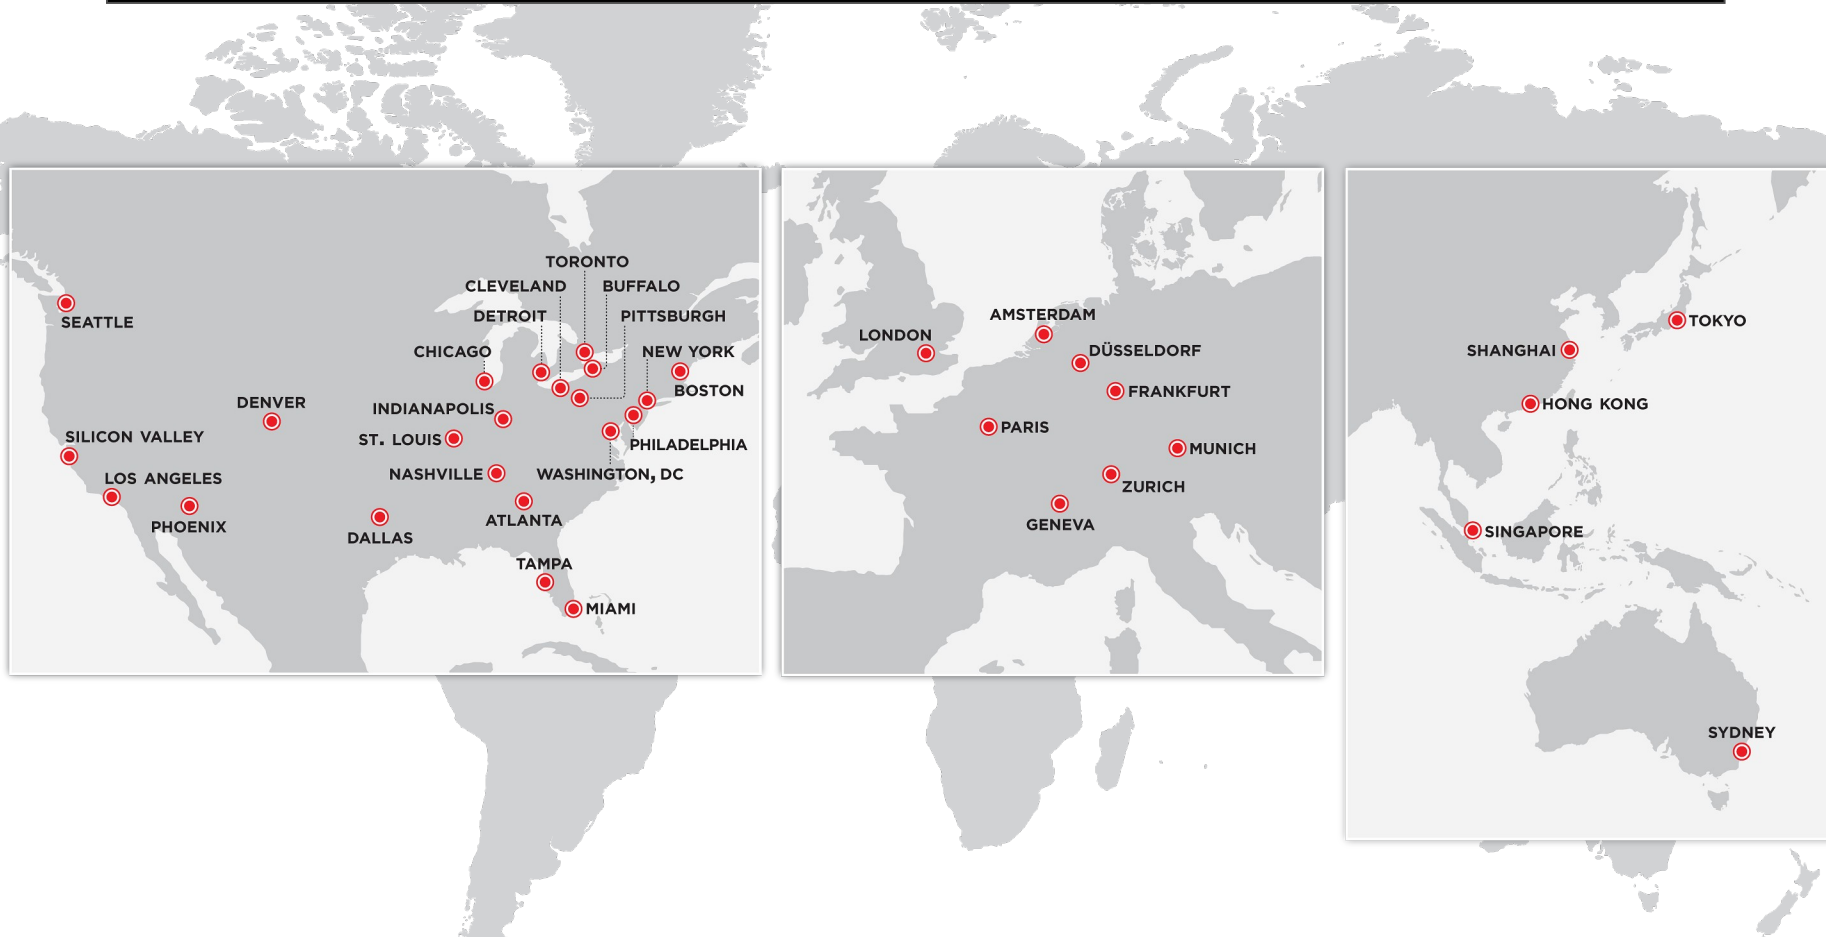 TORONTO
CLEVELAND
BUFFALO
DETROIT
PITTSBURGH
SEATTLE
CHICAGO
NEW YORK
BOSTON
DENVER
INDIANAPOLIS
SILICON VALLEY
ST. LOUIS
PHILADELPHIA
NASHVILLE
WASHINGTON, DC
LOS ANGELES
PHOENIX
ATLANTA
DALLAS
TAMPA
MIAMI
AMSTERDAM
LONDON
DÜSSELDORF
FRANKFURT
PARIS
MUNICH
ZURICH
GENEVA
TOKYO
SHANGHAI
HONG KONG
SINGAPORE
SYDNEY